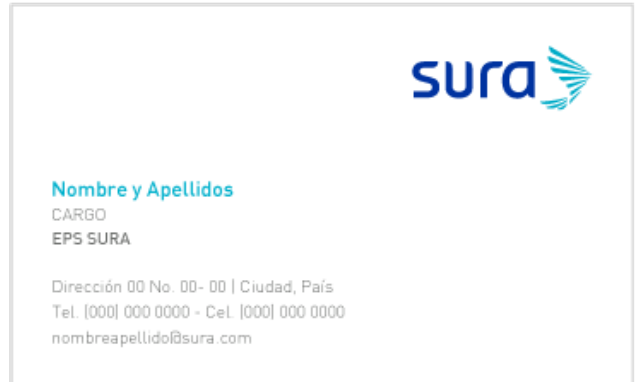 sura
Nombre y Apellidos
CARGO
EPS SURA
Dirección 00 No. 00- 00 | Ciudad, País
Tel. (000) 000 0000 - Cel. (000) 000 0000
nombreapellido@sura.com